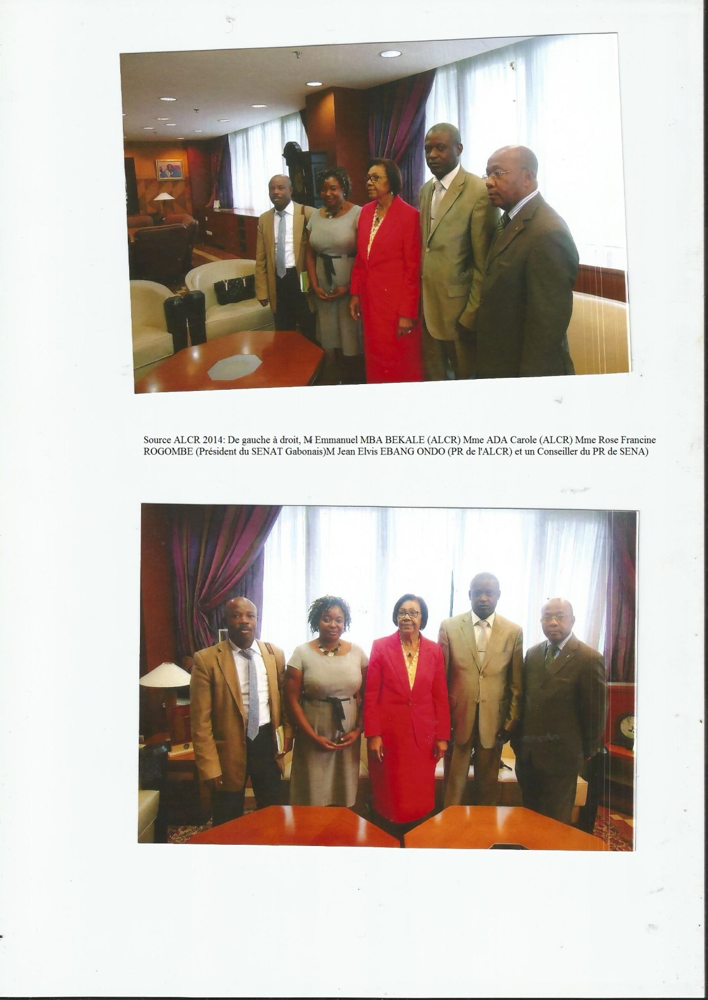 Source ALCR 2014: De gauche à droit, M Emmanuel MBA BEKALE (ALCR) Mme ADA Carole (ALCR) Mme Rose Francine
ROGOMBE (Président du SENAT Gabonais)M Jean Elvis EBANG ONDO (PR de l'ALCR) et un Conseiller du PR de SENA)